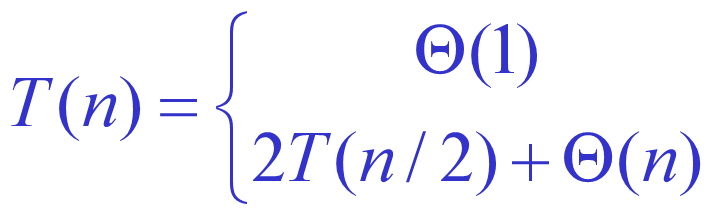 Θ(1)
T(n) = {
2T(n/2) + Θ(n)